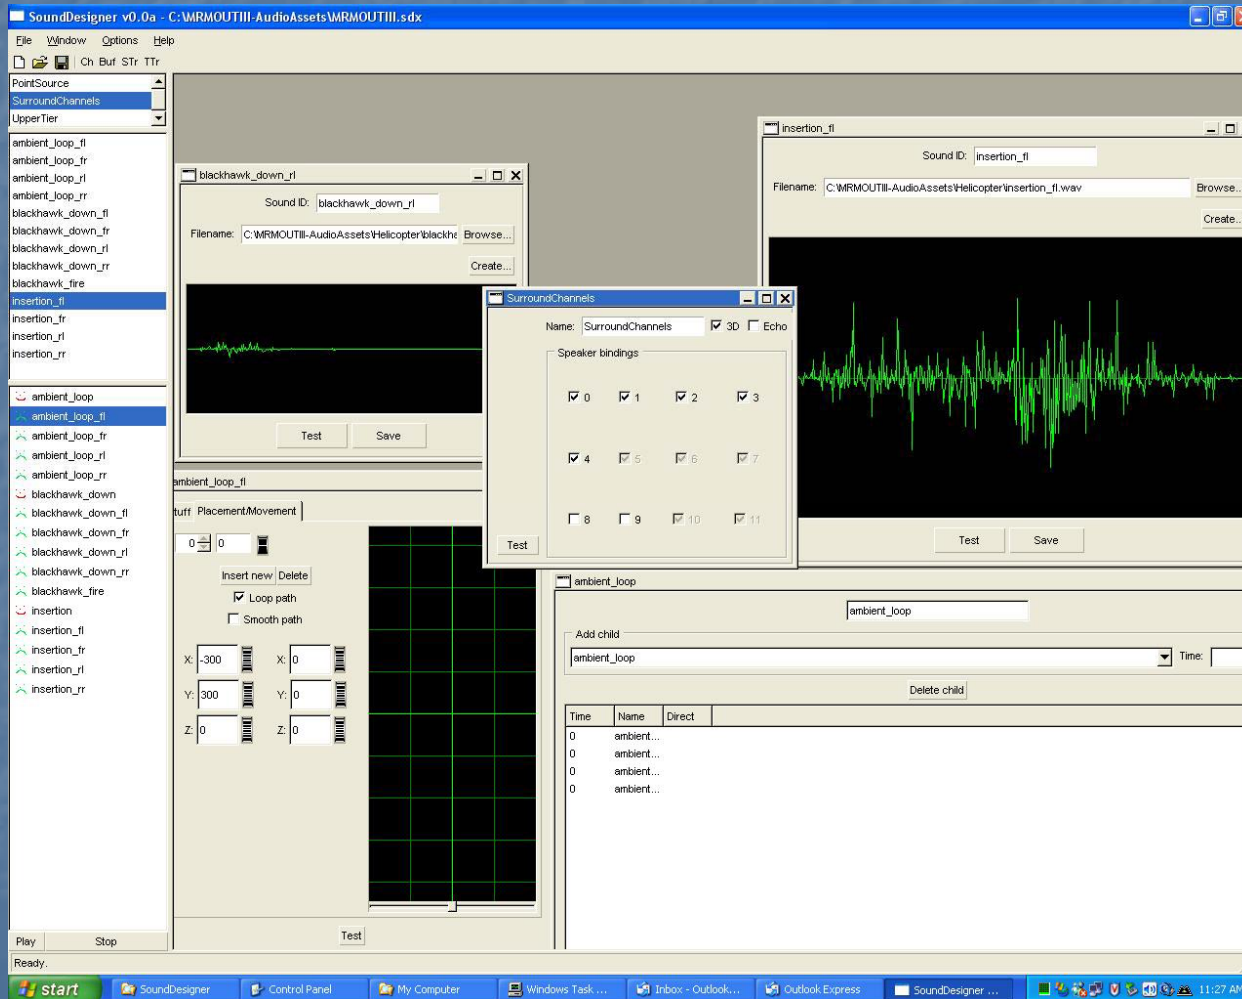 SoundDesigner v0.0a - C:\MRMOUTIII-AudioAssets\MRMOUTIII.sdx
File Window Options Help
Ch Buf STr TTr
PointSource
SurroundChannels
UpperTier
ambient_loop_fl
ambient_loop_fr
ambient_loop_rl
ambient_loop_rr
blackhawk_down_fl
blackhawk_down_fr
blackhawk_down_rl
blackhawk_down_rr
blackhawk_fire
insertion_fl
insertion_fr
insertion_rl
insertion_rr
ambient_loop
ambient_loop_fl
ambient_loop_fr
ambient_loop_rl
ambient_loop_rr
blackhawk_down
blackhawk_down_fl
blackhawk_down_fr
blackhawk_down_rl
blackhawk_down_rr
blackhawk_fire
insertion
insertion_fl
insertion_fr
insertion_rl
insertion_rr
Play Stop
Ready.
blackhawk_down_rl
Sound ID: blackhawk_down_rl
Filename: C:\MRMOUTIII-AudioAssets\Helicopter\blackha Browse...
Create...
Test Save
insertion_fl
Sound ID: insertion_fl
Filename: C:\MRMOUTIII-AudioAssets\Helicopter\insertion_fl.wav Browse...
Create...
Test Save
SurroundChannels
Name: SurroundChannels 3D Echo
Speaker bindings
0 1 2 3
4 5 6 7
8 9 10 11
Test
ambient_loop_fl
tuff Placement/Movement
0 0
Insert new Delete
Loop path
Smooth path
X: -300 X: 0
Y: 300 Y: 0
Z: 0 Z: 0
Test
ambient_loop
ambient_loop
Add child
ambient_loop Time:
Delete child
Time Name Direct
0 ambient...
0 ambient...
0 ambient...
0 ambient...
start SoundDesigner Control Panel My Computer Windows Task ... Inbox - Outlook... Outlook Express SoundDesigner ... 11:27 AM